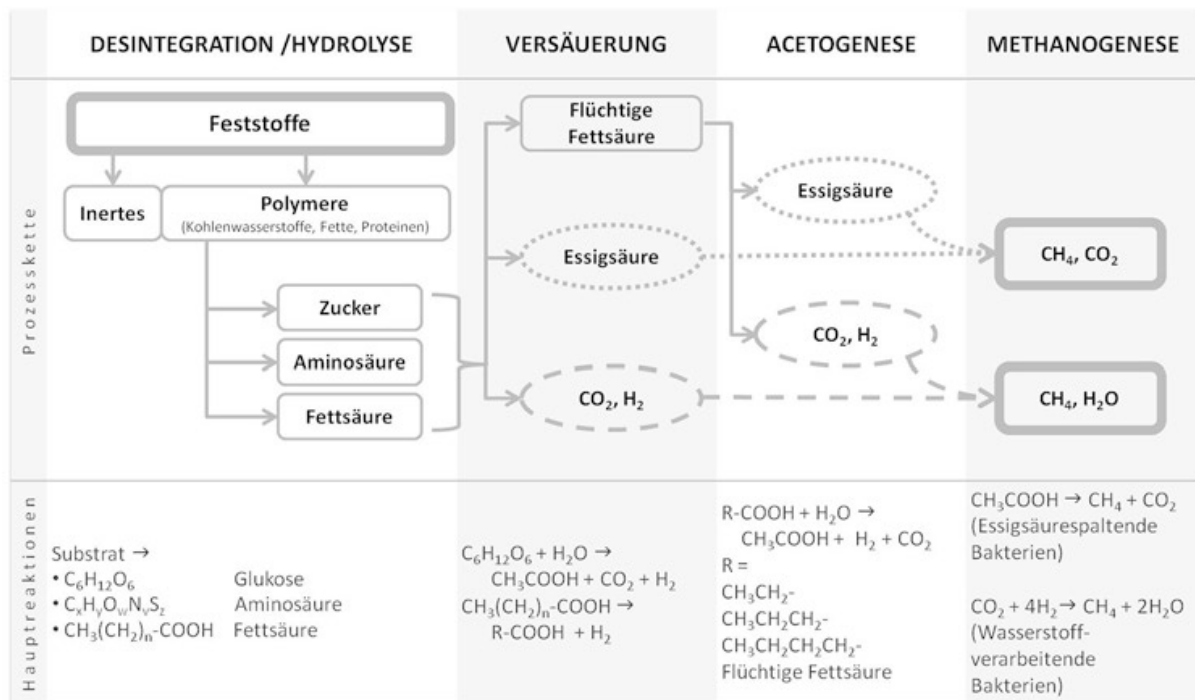 DESINTEGRATION /HYDROLYSE
VERSÄUERUNG
ACETOGENESE
METHANOGENESE
Prozesskette
Feststoffe
Inertes
Polymere
(Kohlenwasserstoffe, Fette, Proteinen)
Zucker
Aminosäure
Fettsäure
Flüchtige
Fettsäure
Essigsäure
CO₂, H₂
Essigsäure
CO₂, H₂
CH₄, CO₂
CH₄, H₂O
Hauptreaktionen
Substrat →
• C₆H₁₂O₆ Glukose
• CₓHᵧO_wNᵥS_z Aminosäure
• CH₃(CH₂)ₙ-COOH Fettsäure
C₆H₁₂O₆ + H₂O →
CH₃COOH + CO₂ + H₂
CH₃(CH₂)ₙ-COOH →
R-COOH + H₂
R-COOH + H₂O →
CH₃COOH + H₂ + CO₂
R =
CH₃CH₂-
CH₃CH₂CH₂-
CH₃CH₂CH₂CH₂-
Flüchtige Fettsäure
CH₃COOH → CH₄ + CO₂
(Essigsäurespaltende
Bakterien)
CO₂ + 4H₂→ CH₄ + 2H₂O
(Wasserstoff-
verarbeitende
Bakterien)